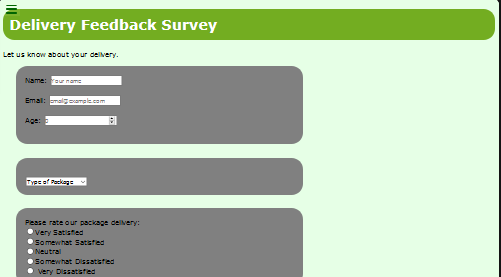 Delivery Feedback Survey
Let us know about your delivery.
Name: Your name
Email: email@example.com
Age:
Type of Package
Please rate our package delivery:
Very Satisfied
Somewhat Satisfied
Neutral
Somewhat Dissatisfied
Very Dissatisfied